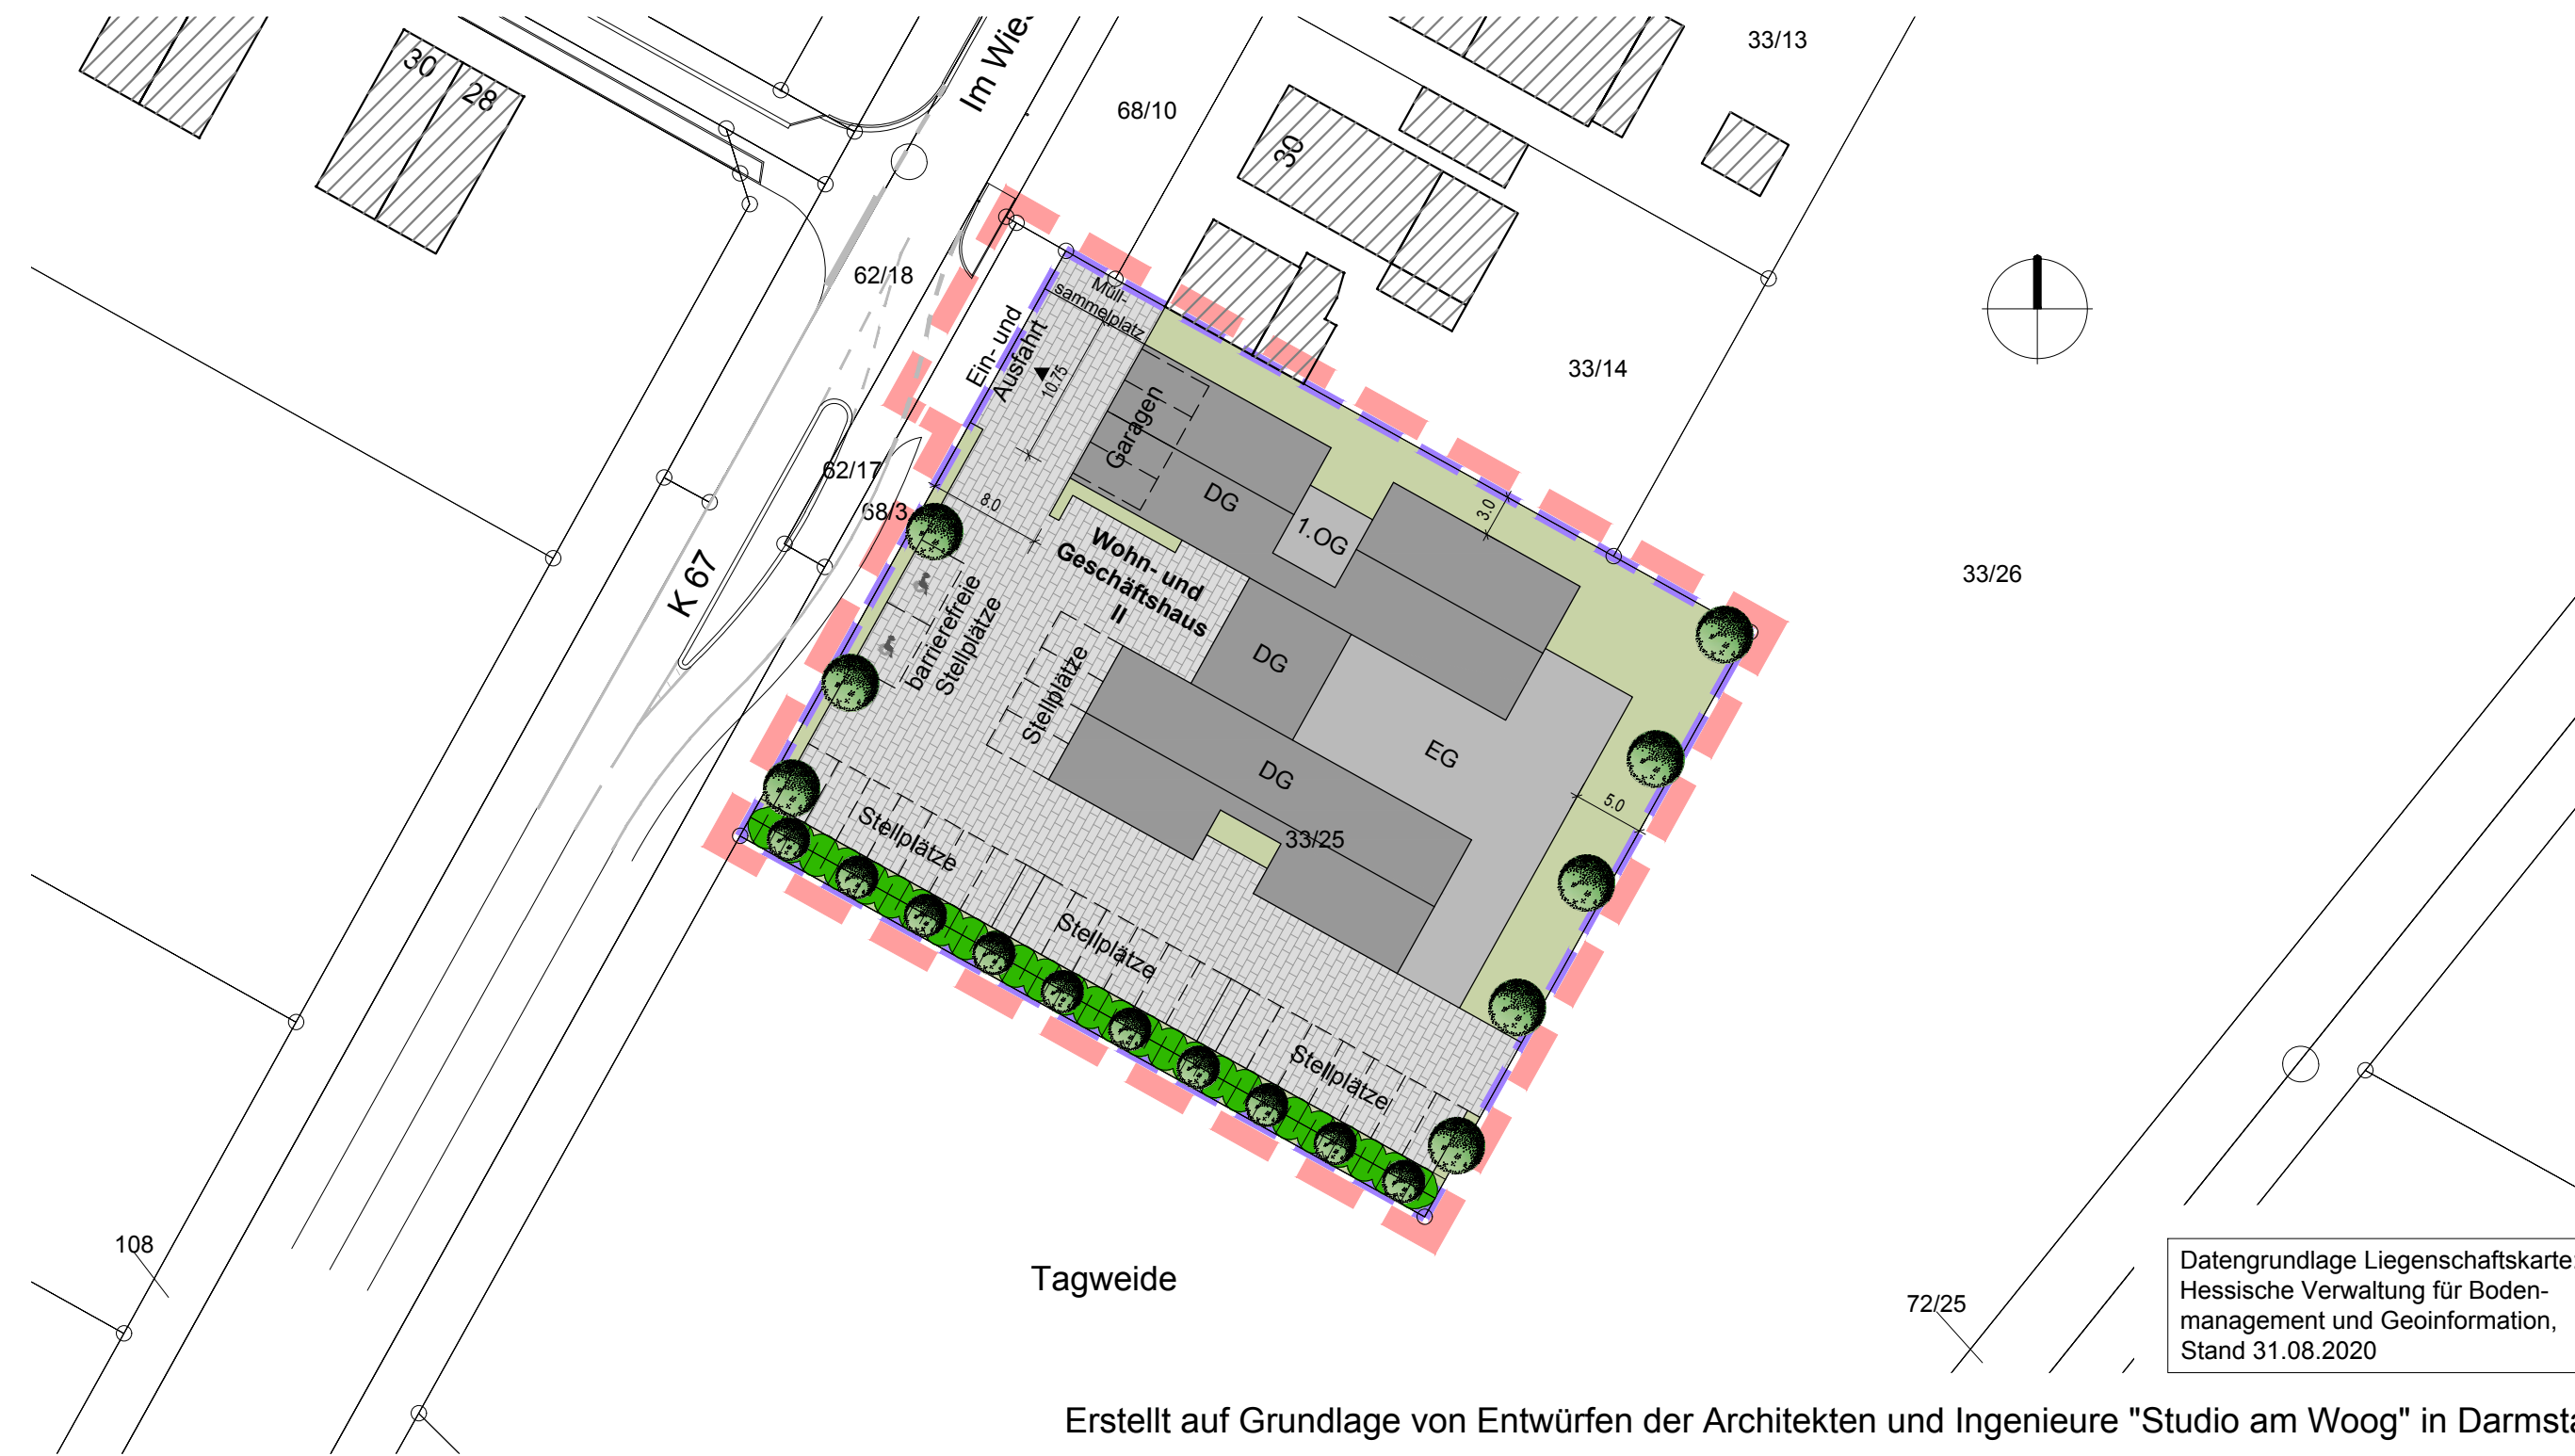 33/13
30
28
Im Wies
68/10
30
62/18
Müll-
sammelplatz
Ein- und
Ausfahrt
10.75
33/14
Garagen
62/17
68/3
8.0
DG
1.OG
3.0
33/26
K 67
Wohn- und
Geschäftshaus
II
barrierefreie
Stellplätze
Stellplätze
DG
EG
DG
5.0
33/25
Stellplätze
Stellplätze
Stellplätze
108
Tagweide
72/25
Datengrundlage Liegenschaftskarte:
Hessische Verwaltung für Boden-
management und Geoinformation,
Stand 31.08.2020
Erstellt auf Grundlage von Entwürfen der Architekten und Ingenieure "Studio am Woog" in Darmsta